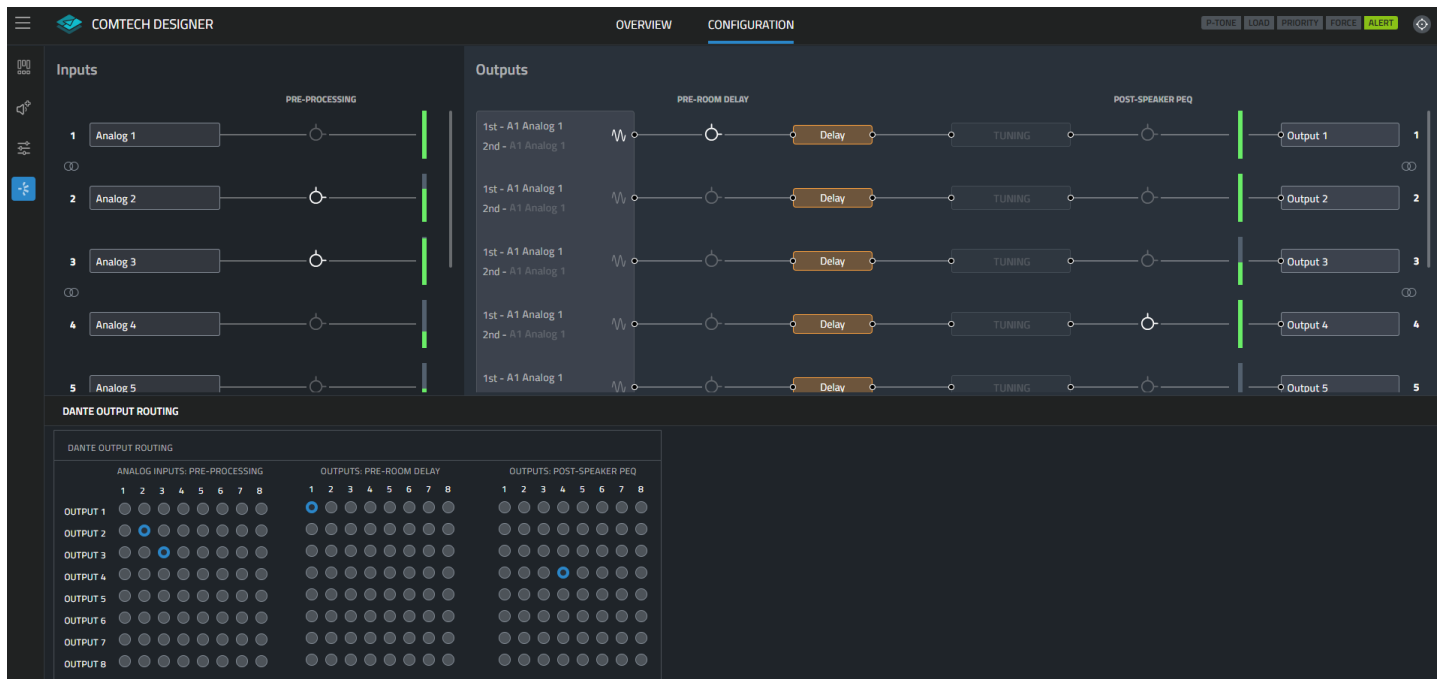 COMTECH DESIGNER
OVERVIEW CONFIGURATION
P-TONE LOAD PRIORITY FORCE ALERT
Inputs
PRE-PROCESSING
1 Analog 1
2 Analog 2
3 Analog 3
4 Analog 4
5 Analog 5
Outputs
PRE-ROOM DELAY POST-SPEAKER PEQ
1st - A1 Analog 1
2nd - A1 Analog 1
Delay TUNING Output 1 1
1st - A1 Analog 1
2nd - A1 Analog 1
Delay TUNING Output 2 2
1st - A1 Analog 1
2nd - A1 Analog 1
Delay TUNING Output 3 3
1st - A1 Analog 1
2nd - A1 Analog 1
Delay TUNING Output 4 4
1st - A1 Analog 1
Delay TUNING Output 5 5
DANTE OUTPUT ROUTING
DANTE OUTPUT ROUTING
ANALOG INPUTS: PRE-PROCESSING OUTPUTS: PRE-ROOM DELAY OUTPUTS: POST-SPEAKER PEQ
1 2 3 4 5 6 7 8 1 2 3 4 5 6 7 8 1 2 3 4 5 6 7 8
OUTPUT 1
OUTPUT 2
OUTPUT 3
OUTPUT 4
OUTPUT 5
OUTPUT 6
OUTPUT 7
OUTPUT 8